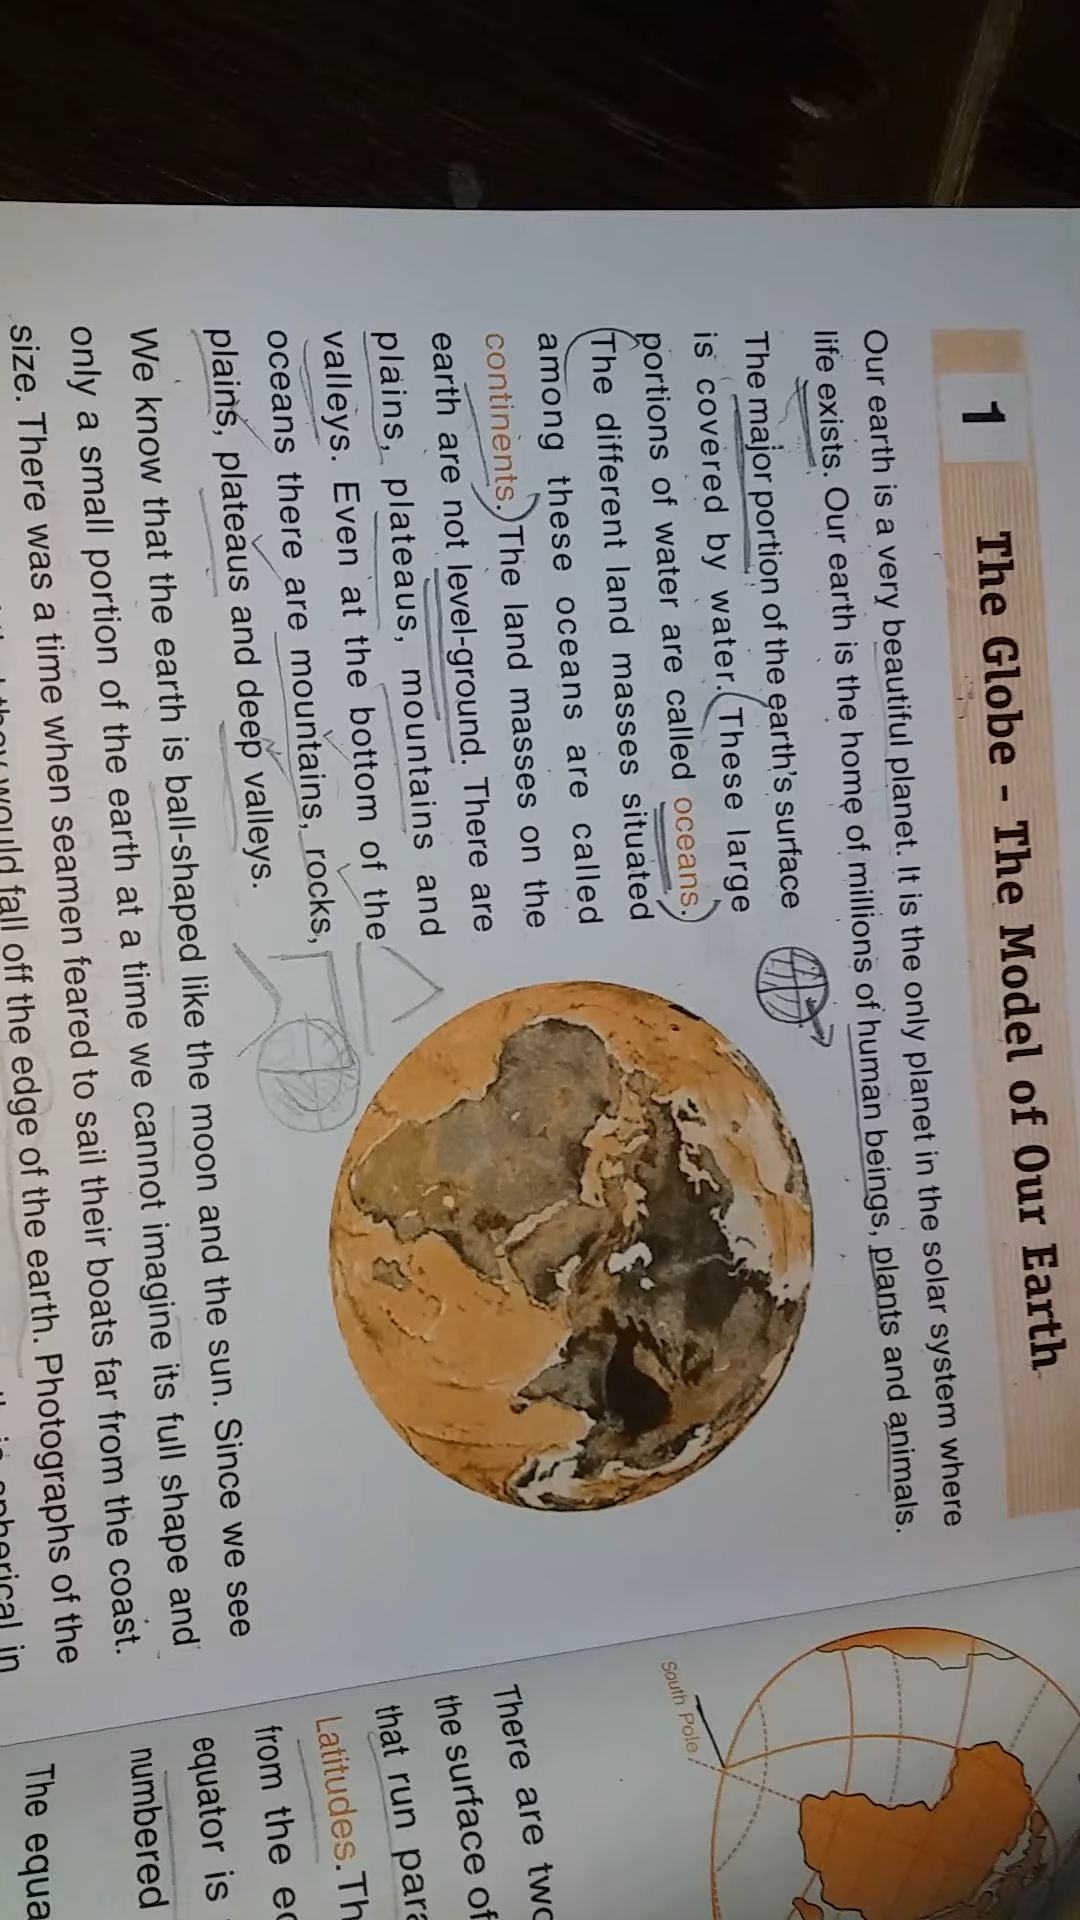 1 The Globe - The Model of Our Earth
Our earth is a very beautiful planet. It is the only planet in the solar system where
life exists. Our earth is the home of millions of human beings, plants and animals.
The major portion of the earth's surface
is covered by water. These large
portions of water are called oceans.
The different land masses situated
among these oceans are called
continents. The land masses on the
earth are not level-ground. There are
plains, plateaus, mountains and
valleys. Even at the bottom of the
oceans there are mountains, rocks,
plains, plateaus and deep valleys.
We know that the earth is ball-shaped like the moon and the sun. Since we see
only a small portion of the earth at a time we cannot imagine its full shape and
size. There was a time when seamen feared to sail their boats far from the coast.
would fall off the edge of the earth. Photographs of the
in
South Pole
There are two
the surface of
that run
Latitudes.
from the
equator is
numbered
The